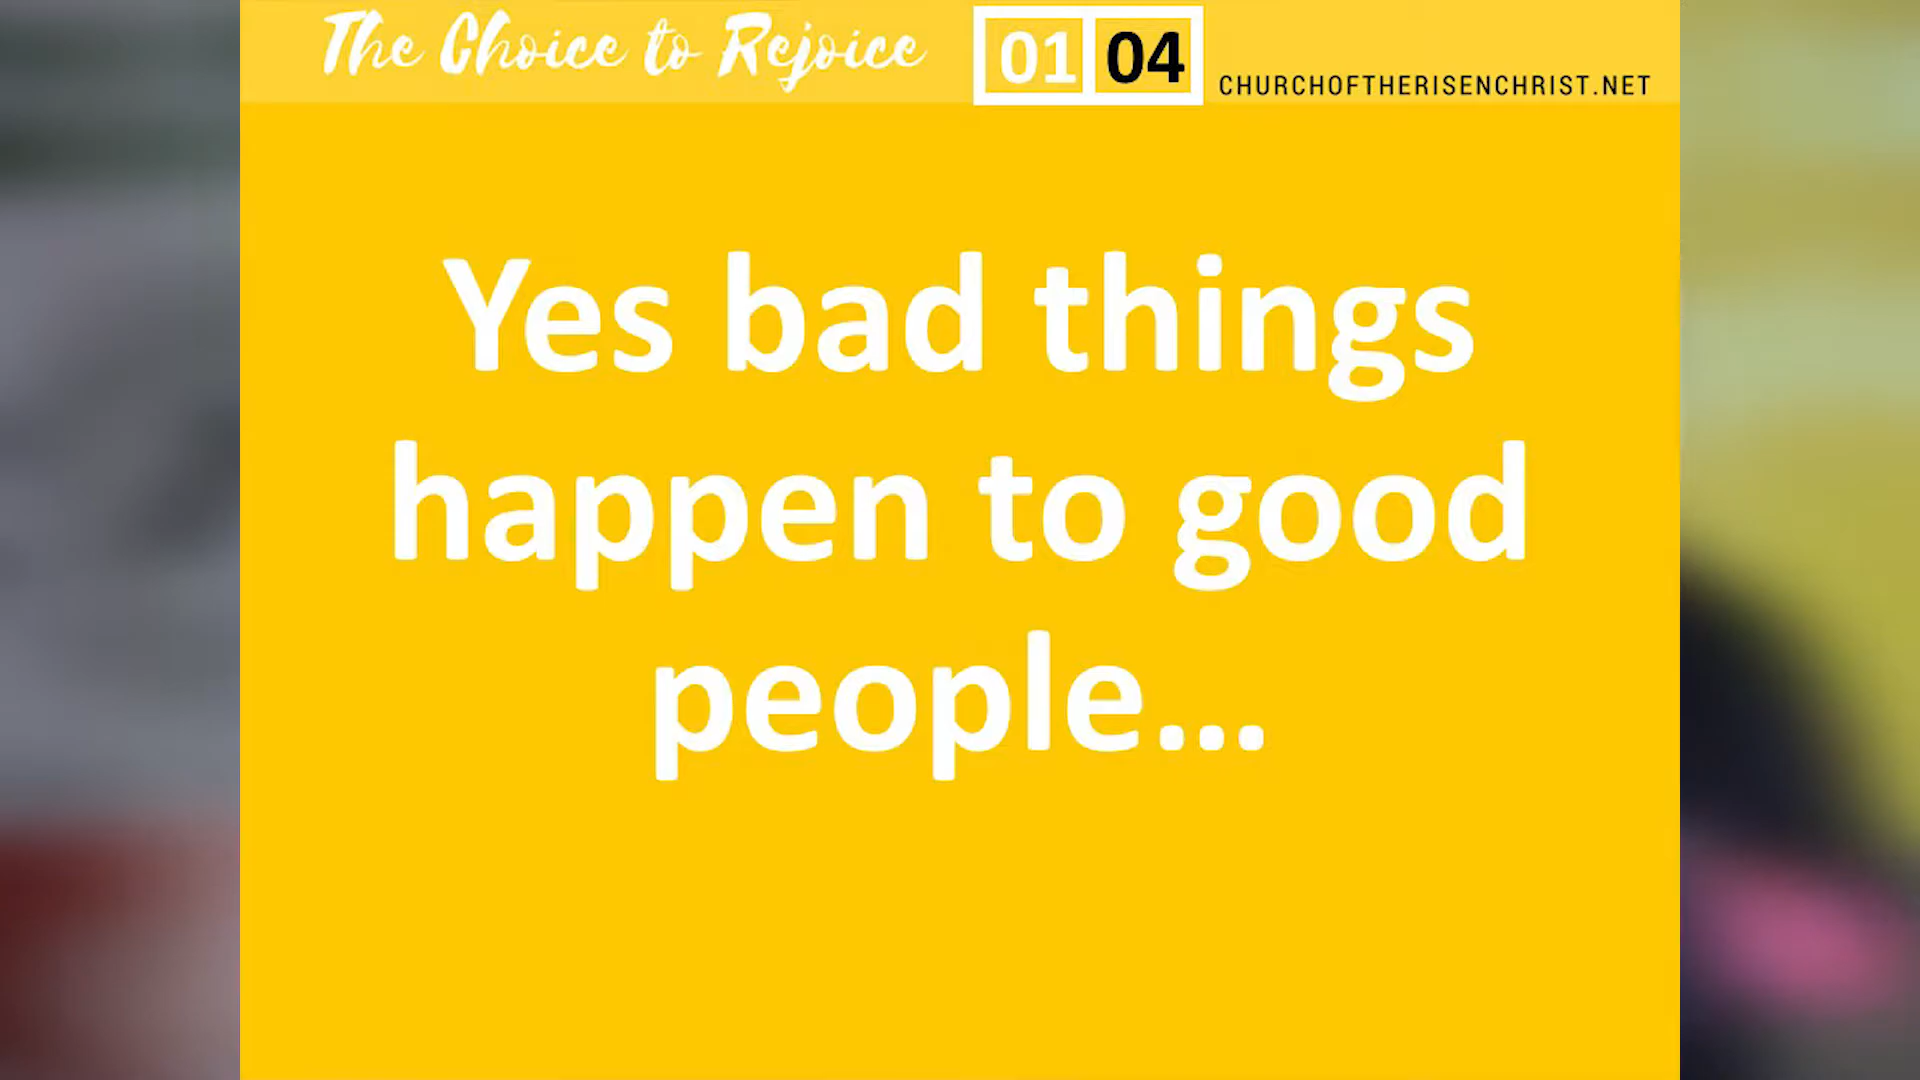 The Choice to Rejoice
01 04
CHURCHOFTHERISENCHRIST.NET
Yes bad things
happen to good
people...